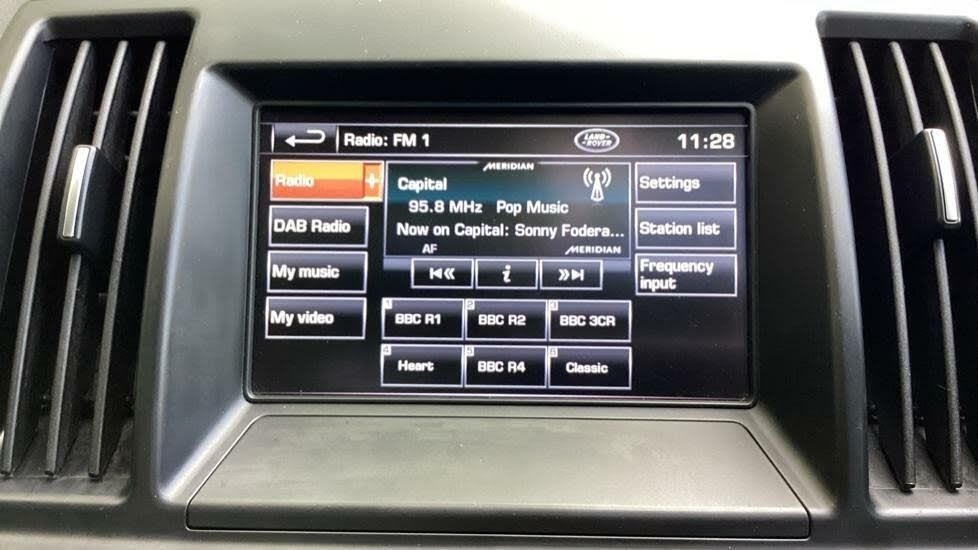 Radio: FM 1
LAND-
-ROVER
11:28
Radio +
DAB Radio
My music
My video
MERIDIAN
Capital
95.8 MHz Pop Music
Now on Capital: Sonny Fodera...
AF
MERIDIAN
i
1 BBC R1
2 BBC R2
3 BBC 3CR
4 Heart
5 BBC R4
6 Classic
Settings
Station list
Frequency
input